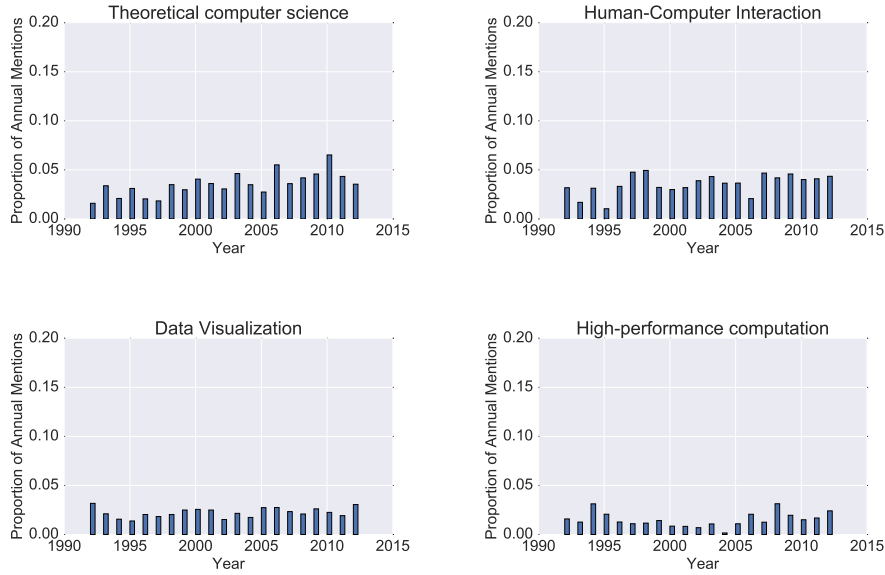 Theoretical computer science
Proportion of Annual Mentions
0.20
0.15
0.10
0.05
0.00
1990 1995 2000 2005 2010 2015
Year
Human-Computer Interaction
Proportion of Annual Mentions
0.20
0.15
0.10
0.05
0.00
1990 1995 2000 2005 2010 2015
Year
Data Visualization
Proportion of Annual Mentions
0.20
0.15
0.10
0.05
0.00
1990 1995 2000 2005 2010 2015
Year
High-performance computation
Proportion of Annual Mentions
0.20
0.15
0.10
0.05
0.00
1990 1995 2000 2005 2010 2015
Year